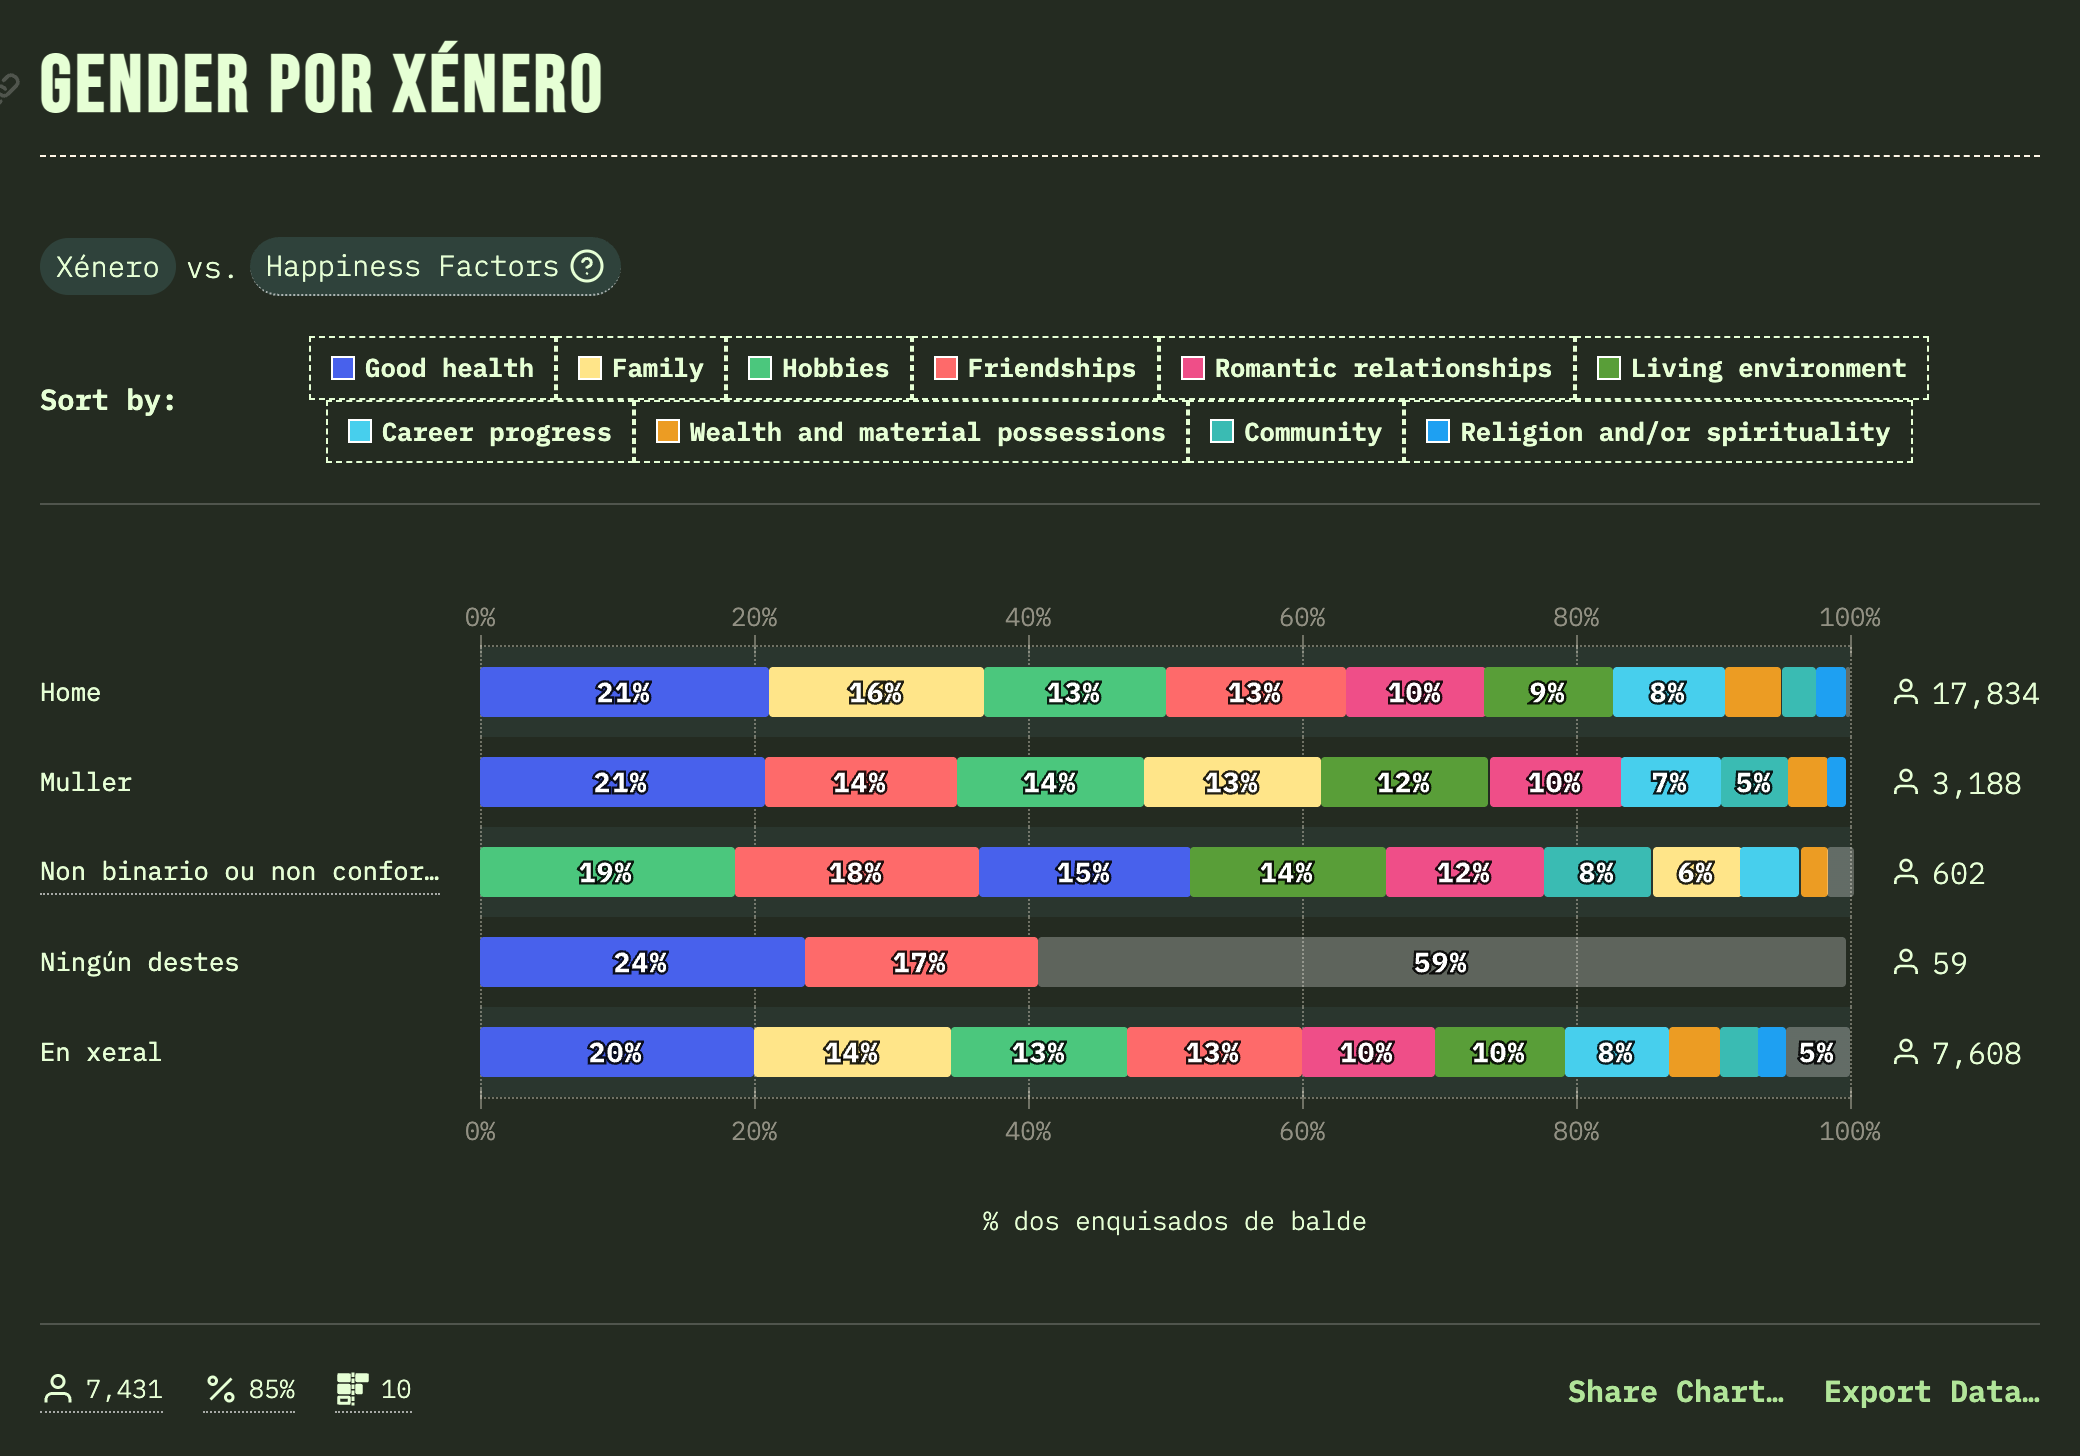 GENDER POR XÉNERO
Xénero vs. Happiness Factors ?
Sort by:
Good health Family Hobbies Friendships Romantic relationships Living environment
Career progress Wealth and material possessions Community Religion and/or spirituality
0% 20% 40% 60% 80% 100%
Home 21% 16% 13% 13% 10% 9% 8% 17,834
Muller 21% 14% 14% 13% 12% 10% 7% 5% 3,188
Non binario ou non confor… 19% 18% 15% 14% 12% 8% 6% 602
Ningún destes 24% 17% 59% 59
En xeral 20% 14% 13% 13% 10% 10% 8% 5% 7,608
0% 20% 40% 60% 80% 100%
% dos enquisados de balde
7,431 85% 10 Share Chart… Export Data…